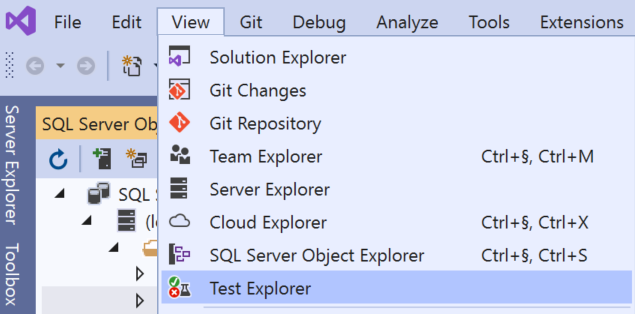 File Edit View Git Debug Analyze Tools Extensions
Solution Explorer
Git Changes
Git Repository
Team Explorer Ctrl+§, Ctrl+M
Server Explorer
Cloud Explorer Ctrl+§, Ctrl+X
SQL Server Object Explorer Ctrl+§, Ctrl+S
Test Explorer
Server Explorer
Toolbox
SQL Server Ob
SQL S